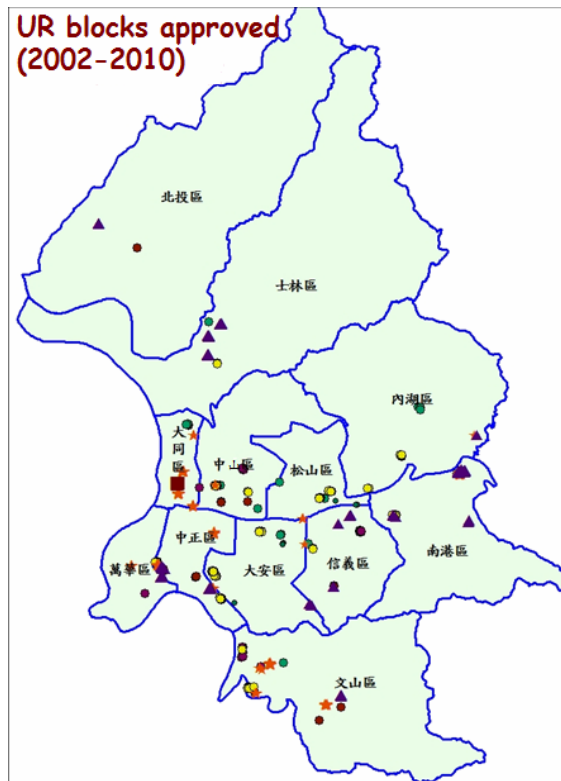 UR blocks approved
(2002-2010)
北投區
士林區
內湖區
大同區
中山區
松山區
中正區
南港區
萬華區
大安區
信義區
文山區